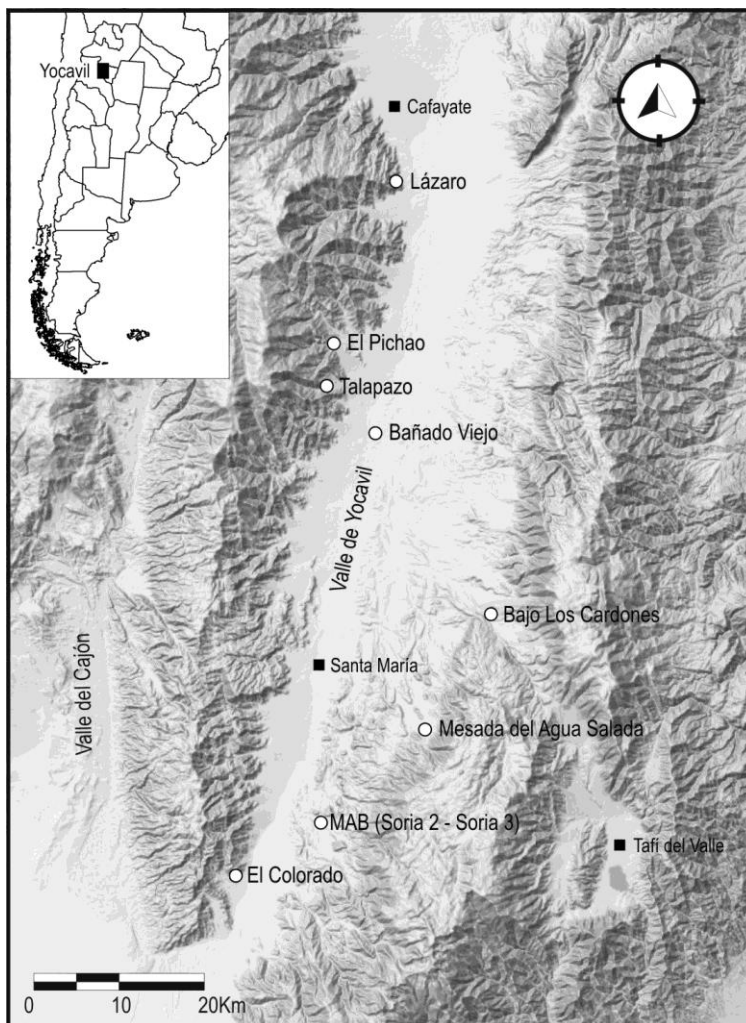 Yocavil
Cafayate
Lázaro
El Pichao
Talapazo
Bañado Viejo
Valle de Yocavil
Bajo Los Cardones
Santa María
Valle del Cajón
Mesada del Agua Salada
MAB (Soria 2 - Soria 3)
Tafí del Valle
El Colorado
0 10 20Km